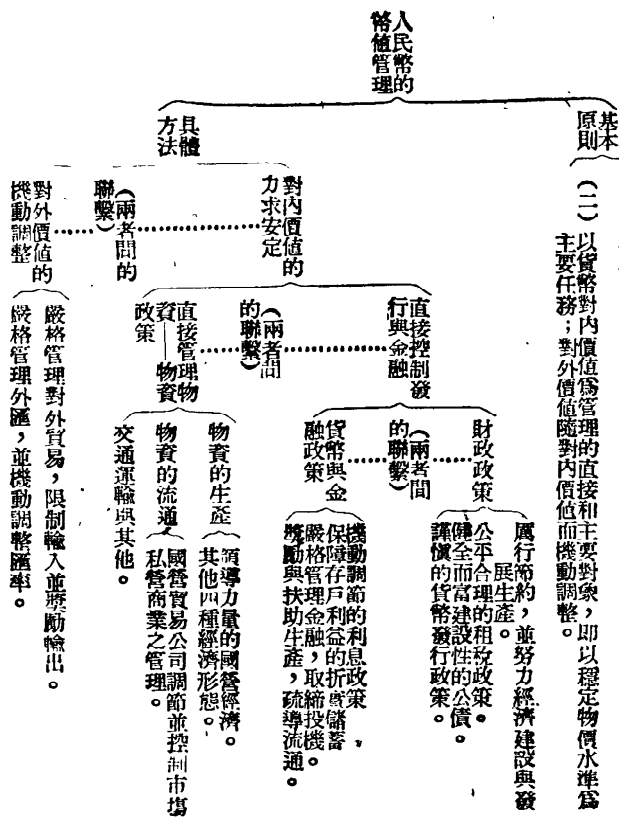 人民幣的
幣值管理
基本
原則
(二)以貨幣對內價値爲管理的直接和主要對象,即以穩定物價水準爲
主要任務;對外價値隨對內價値而機動調整。
具體
方法
對內價値的
力求安定
直接控制發
行與金融
財政政策
厲行節約,並努力經濟建設與發
展生產。
公平合理的租稅政策。
健全而富建設性的公債。
謹愼的貨幣發行政策。
(兩者間
的聯繫)
貨幣與金
融政策
機動調節的利息政策
保障存戶利益的折實儲蓄
嚴格管理金融,取締投機。
獎勵與扶助生產,疏導流通。
(兩者間
的聯繫)
直接管理物
資——物資
政策
物資的生產
領導力量的國營經濟。
其他四種經濟形態。
物資的流通
國營貿易公司調節並控制市場
私營商業之管理。
交通運輸與其他。
(兩者間的
聯繫)
對外價値的
機動調整
嚴格管理對外貿易,限制輸入並獎勵輸出。
嚴格管理外匯,並機動調整匯率。